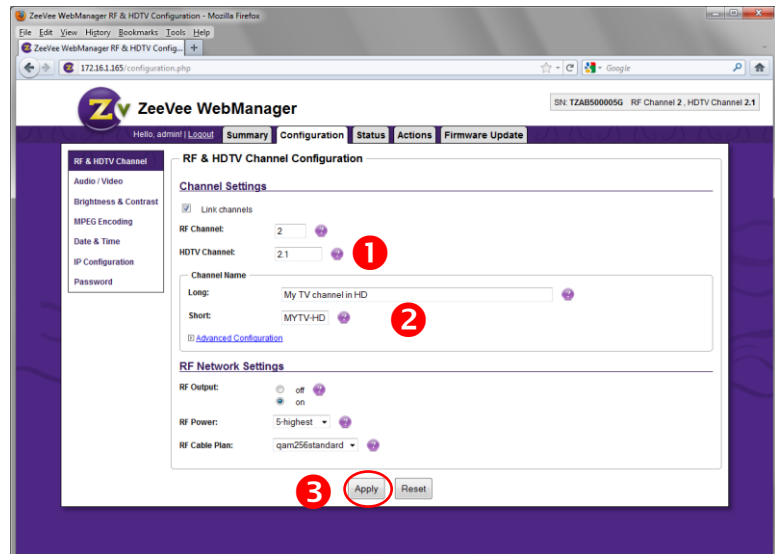 ZeeVee WebManager RF & HDTV Configuration - Mozilla Firefox
File Edit View History Bookmarks Tools Help
ZeeVee WebManager RF & HDTV Config... +
172.16.1.165/configuration.php
Google
Zv ZeeVee WebManager
SN: TZAB500005G RF Channel 2 , HDTV Channel 2.1
Hello, admin! | Logout Summary Configuration Status Actions Firmware Update
RF & HDTV Channel
Audio / Video
Brightness & Contrast
MPEG Encoding
Date & Time
IP Configuration
Password
RF & HDTV Channel Configuration
Channel Settings
Link channels
RF Channel: 2 ?
HDTV Channel: 2.1 ? 1
Channel Name
Long: My TV channel in HD ?
Short: MYTV-HD ? 2
Advanced Configuration
RF Network Settings
RF Output: off ?
on
RF Power: 5-highest ?
RF Cable Plan: qam256standard ?
3 Apply Reset